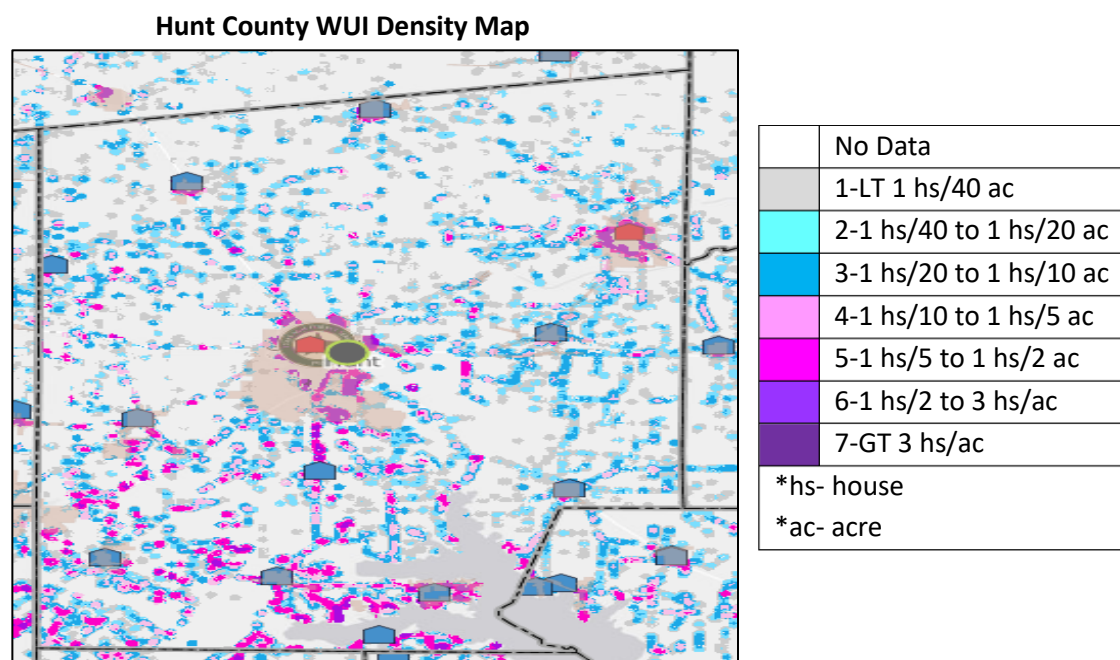 Hunt County WUI Density Map
No Data
1-LT 1 hs/40 ac
2-1 hs/40 to 1 hs/20 ac
3-1 hs/20 to 1 hs/10 ac
4-1 hs/10 to 1 hs/5 ac
5-1 hs/5 to 1 hs/2 ac
6-1 hs/2 to 3 hs/ac
7-GT 3 hs/ac
*hs- house
*ac- acre
Hunt